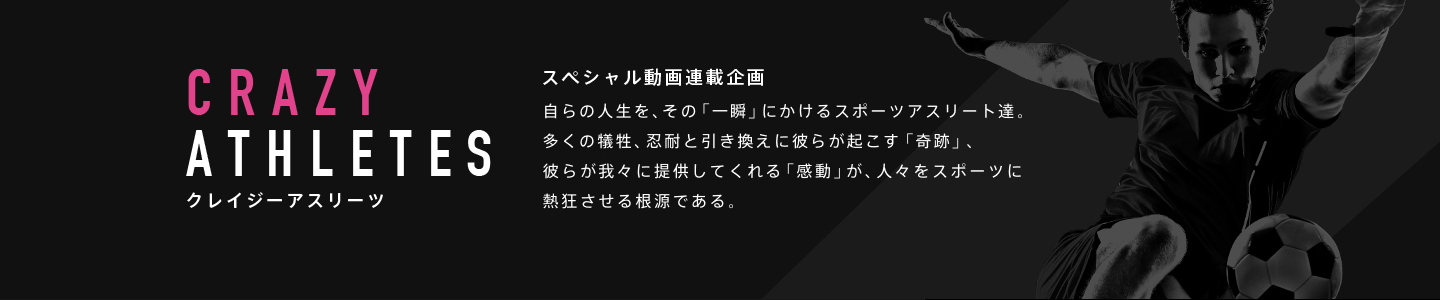 CRAZY
ATHLETES
クレイジーアスリーツ
スペシャル動画連載企画
自らの人生を、その「一瞬」にかけるスポーツアスリート達。
多くの犠牲、忍耐と引き換えに彼らが起こす「奇跡」、
彼らが我々に提供してくれる「感動」が、人々をスポーツに
熱狂させる根源である。